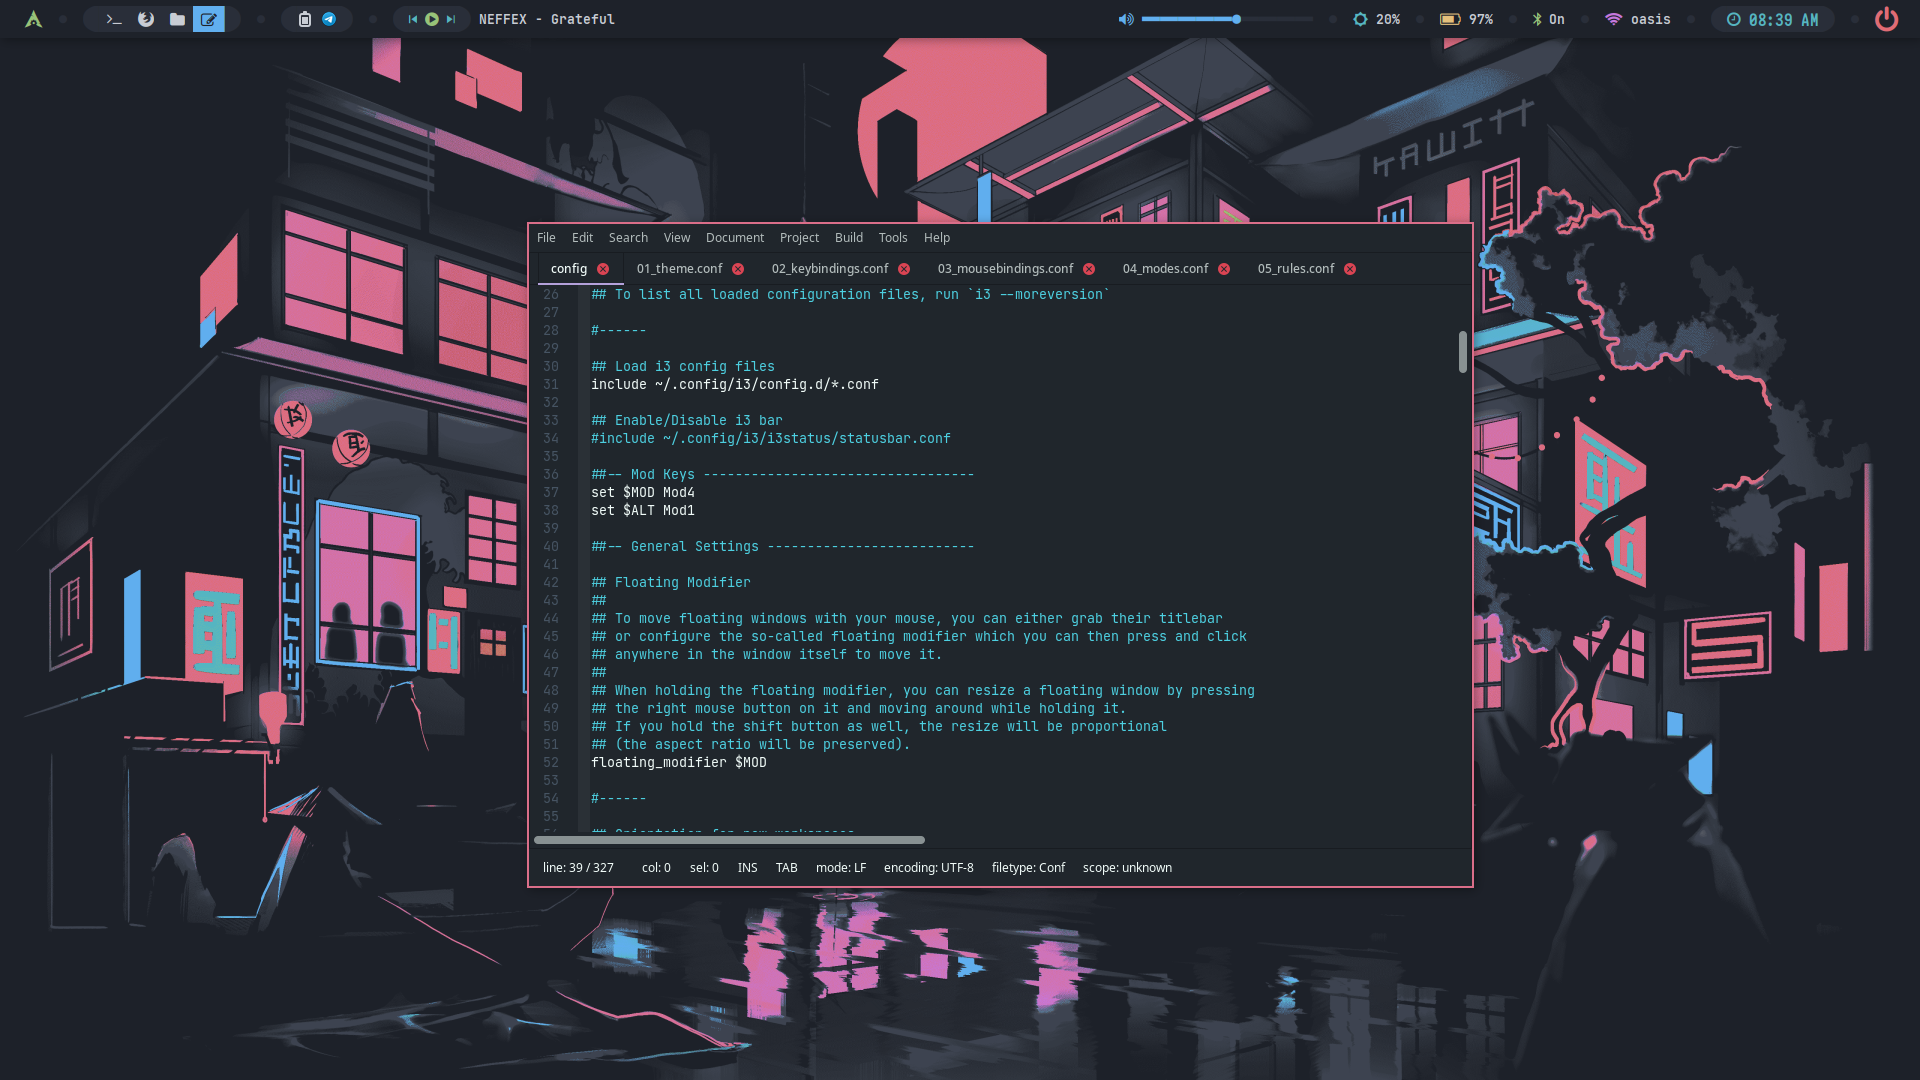 NEFFEX - Grateful
20%
97%
On
oasis
08:39 AM
KAWIII
File Edit Search View Document Project Build Tools Help
config 01_theme.conf 02_keybindings.conf 03_mousebindings.conf 04_modes.conf 05_rules.conf
26 ## To list all loaded configuration files, run `i3 --moreversion`
27
28 #------
29
30 ## Load i3 config files
31 include ~/.config/i3/config.d/*.conf
32
33 ## Enable/Disable i3 bar
34 #include ~/.config/i3/i3status/statusbar.conf
35
36 ##-- Mod Keys ----------------------------------
37 set $MOD Mod4
38 set $ALT Mod1
39
40 ##-- General Settings --------------------------
41
42 ## Floating Modifier
43 ##
44 ## To move floating windows with your mouse, you can either grab their titlebar
45 ## or configure the so-called floating modifier which you can then press and click
46 ## anywhere in the window itself to move it.
47 ##
48 ## When holding the floating modifier, you can resize a floating window by pressing
49 ## the right mouse button on it and moving around while holding it.
50 ## If you hold the shift button as well, the resize will be proportional
51 ## (the aspect ratio will be preserved).
52 floating_modifier $MOD
53
54 #------
55
line: 39 / 327 col: 0 sel: 0 INS TAB mode: LF encoding: UTF-8 filetype: Conf scope: unknown